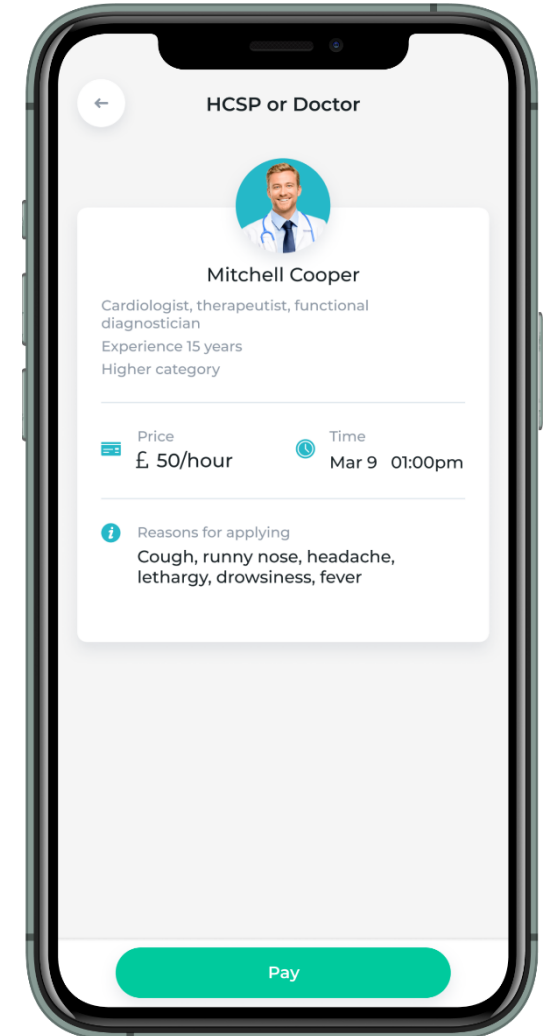 HCSP or Doctor
Mitchell Cooper
Cardiologist, therapeutist, functional
diagnostician
Experience 15 years
Higher category
Price
£ 50/hour
Time
Mar 9 01:00pm
Reasons for applying
Cough, runny nose, headache,
lethargy, drowsiness, fever
Pay